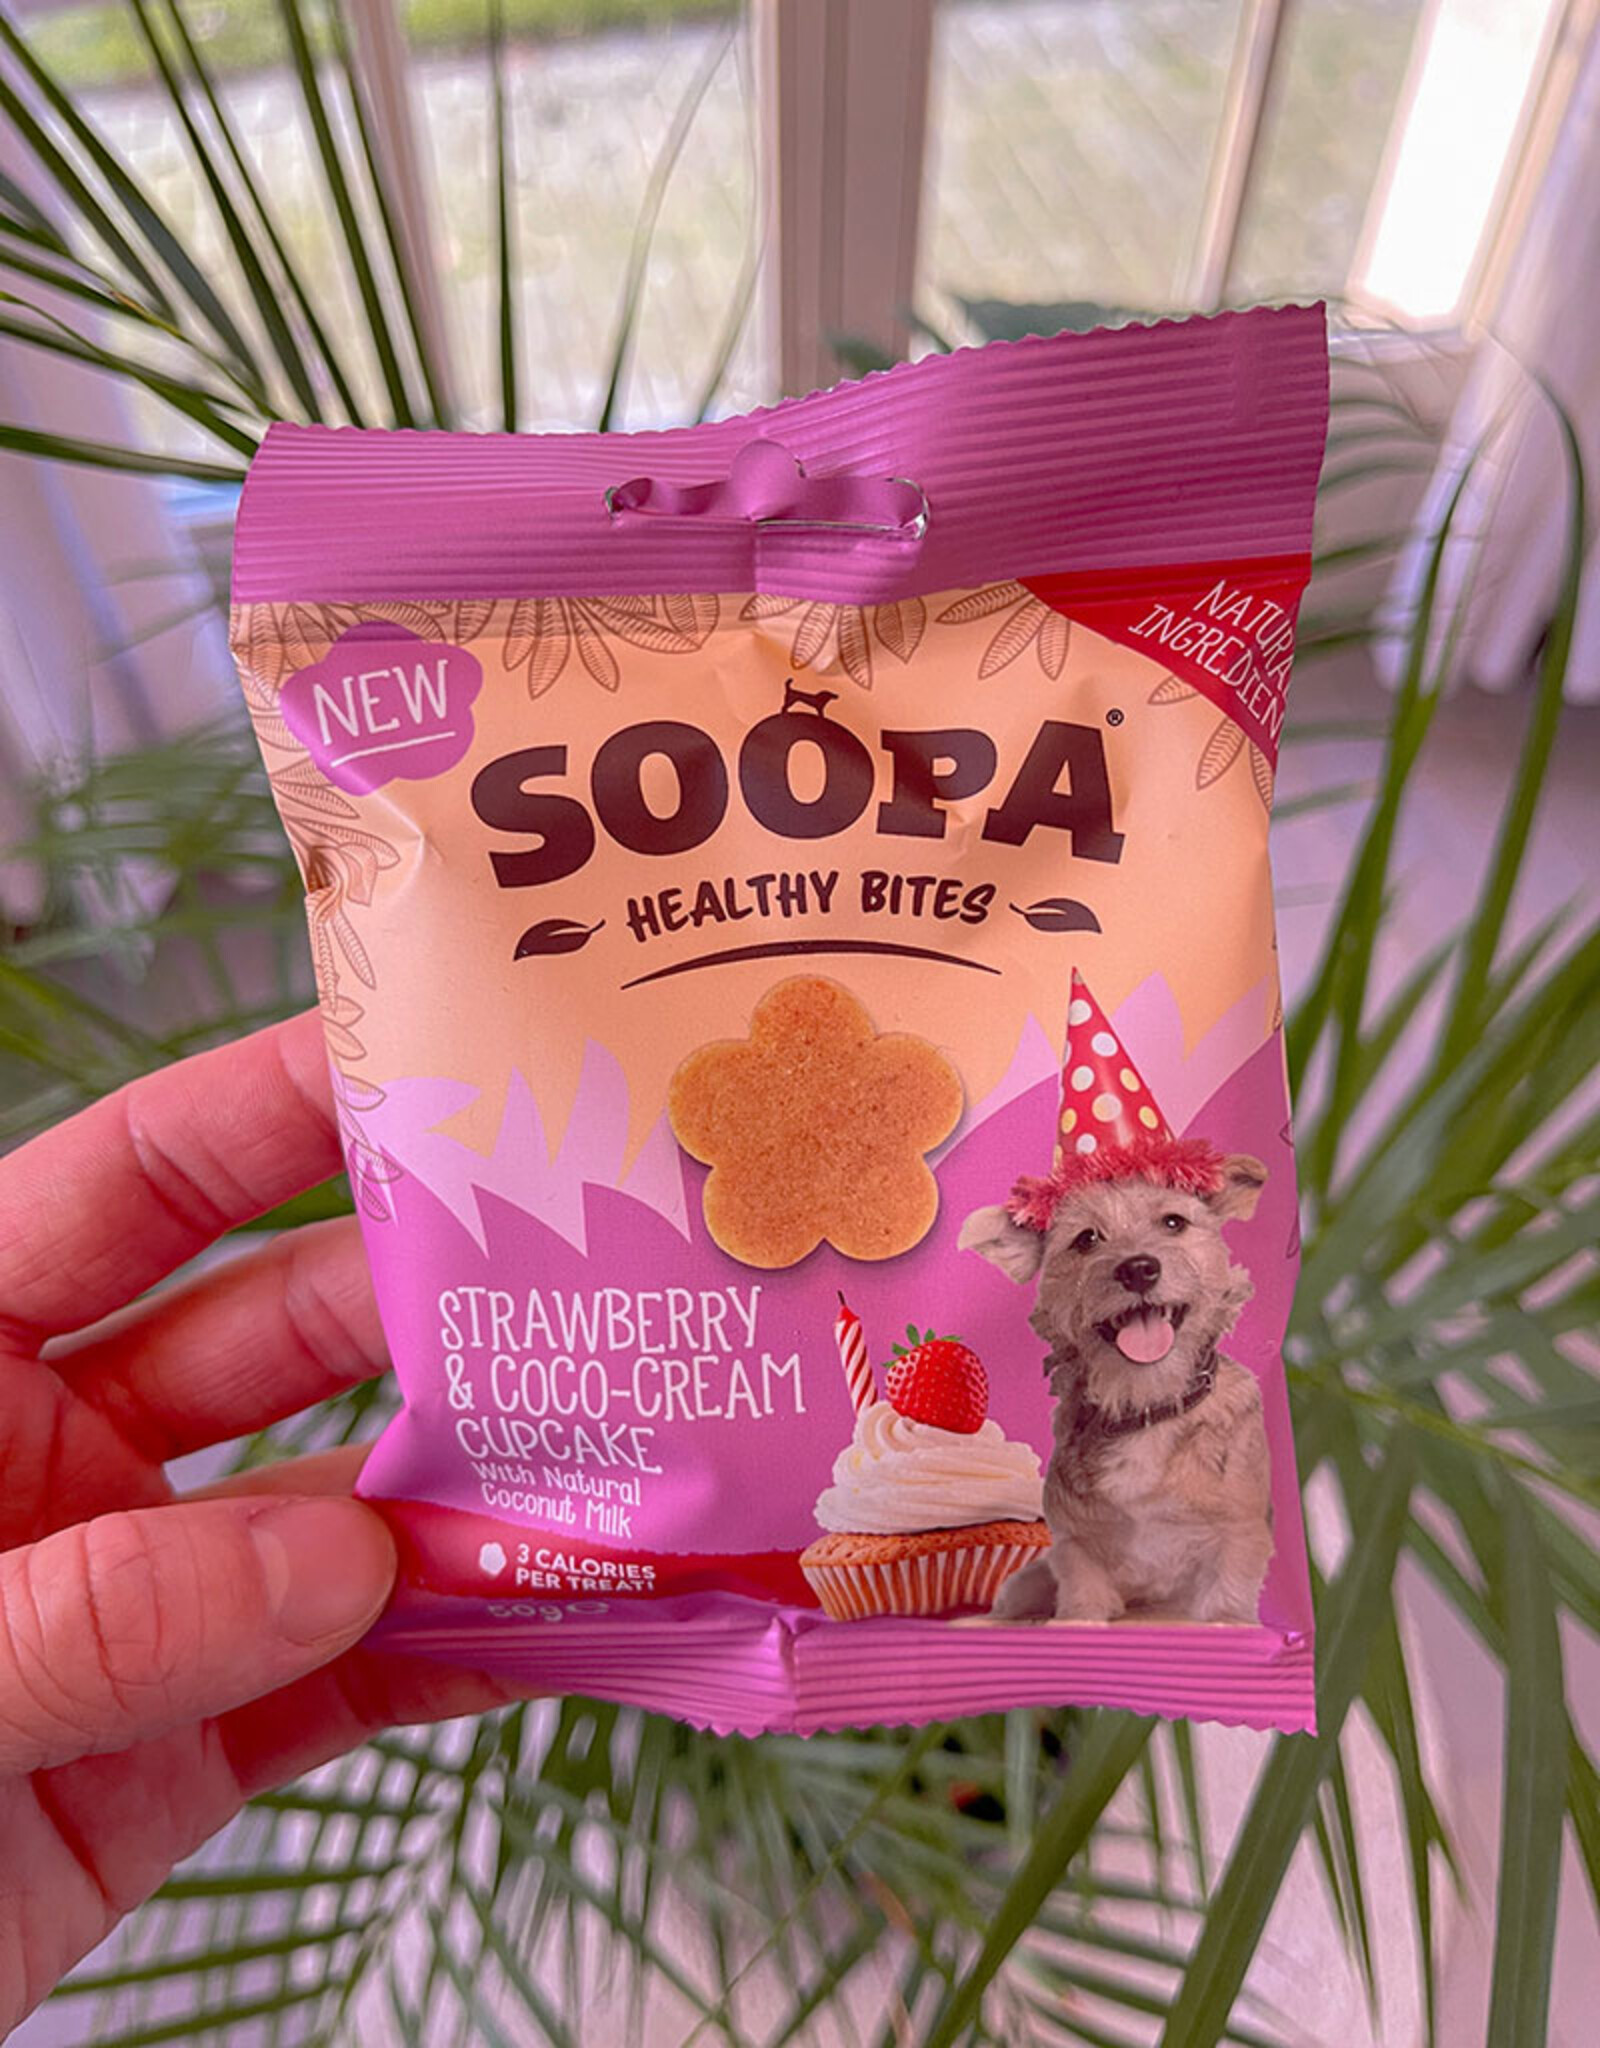 NEW
NATURAL
INGREDIEN
SOOPA®
HEALTHY BITES
STRAWBERRY
& COCO-CREAM
CUPCAKE
With Natural
Coconut Milk
3 CALORIES
PER TREAT!
50g℮